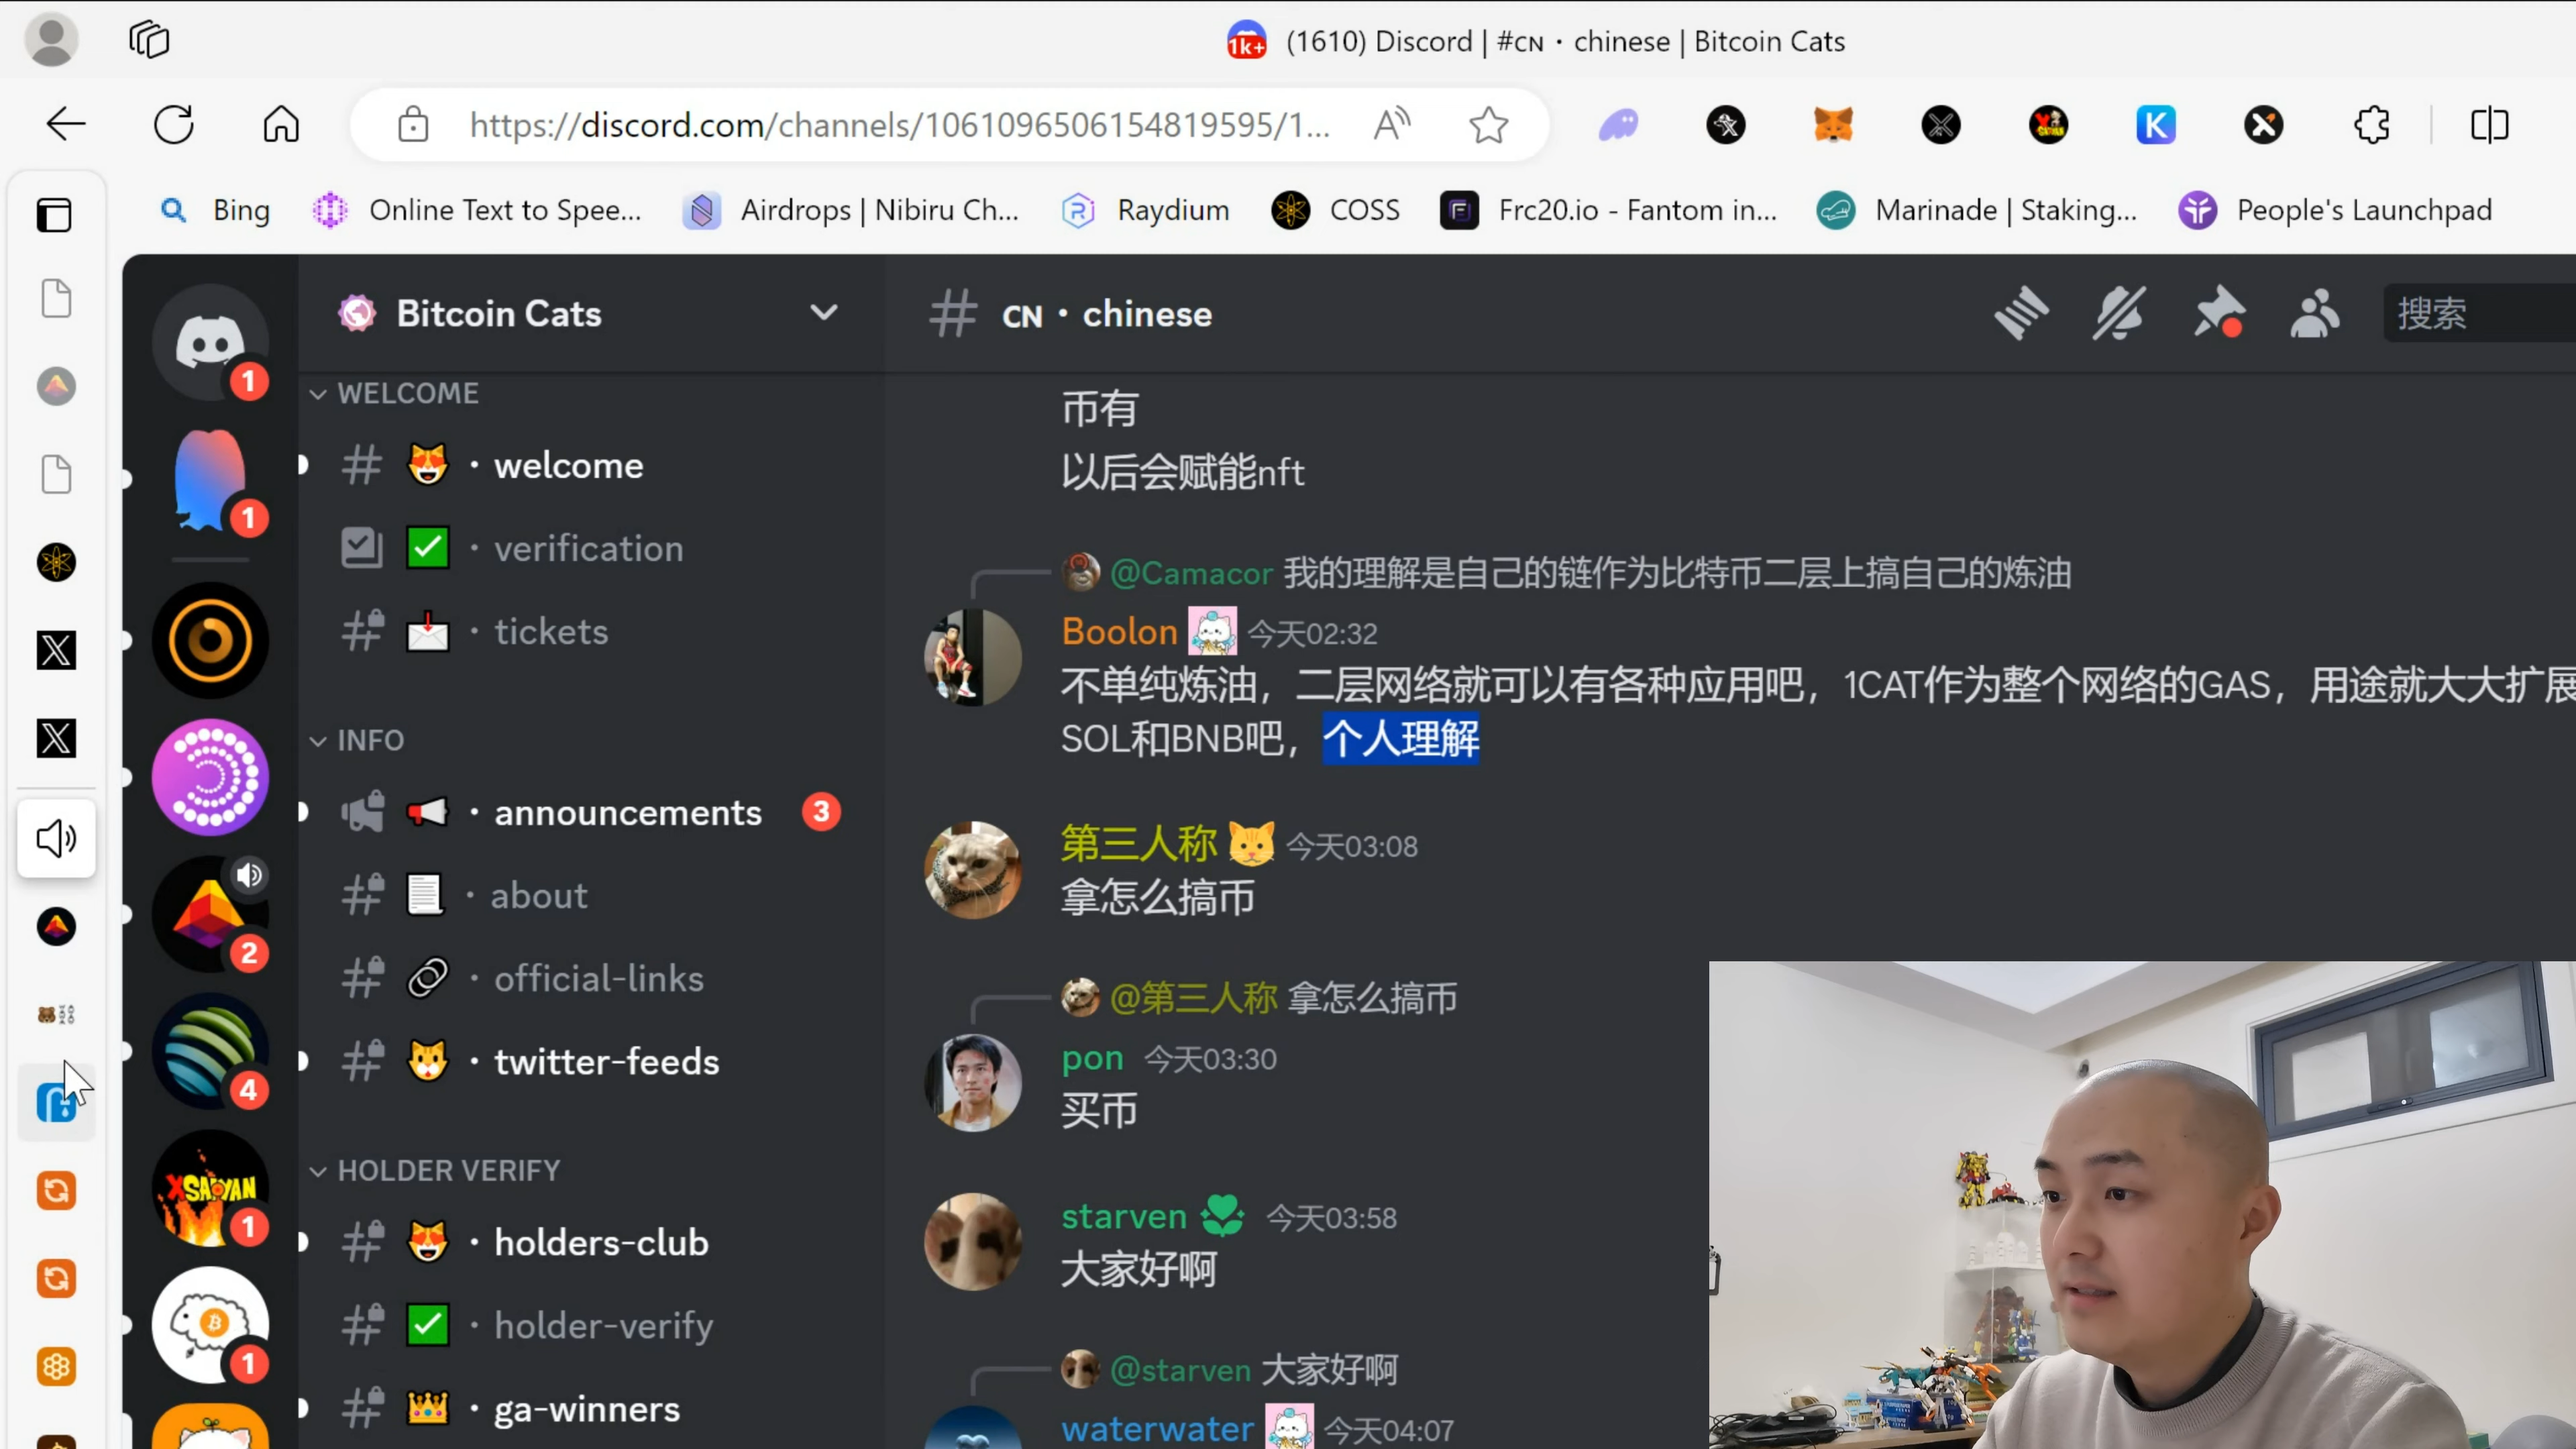 (1610) Discord | #CN・chinese | Bitcoin Cats
1k+
https://discord.com/channels/1061096506154819595/1...
Bing
Online Text to Spee...
Airdrops | Nibiru Ch...
Raydium
COSS
Frc20.io - Fantom in...
Marinade | Staking...
People's Launchpad
Bitcoin Cats
CN・chinese
搜索
WELCOME
welcome
verification
tickets
INFO
announcements 3
about
official-links
twitter-feeds
HOLDER VERIFY
holders-club
holder-verify
ga-winners
1
1
2
4
XSAIYAN
1
1
币有
以后会赋能nft
@Camacor 我的理解是自己的链作为比特币二层上搞自己的炼油
Boolon 今天02:32
不单纯炼油，二层网络就可以有各种应用吧，1CAT作为整个网络的GAS，用途就大大扩展
SOL和BNB吧，个人理解
第三人称 今天03:08
拿怎么搞币
@第三人称 拿怎么搞币
pon 今天03:30
买币
starven 今天03:58
大家好啊
@starven 大家好啊
waterwater 今天04:07